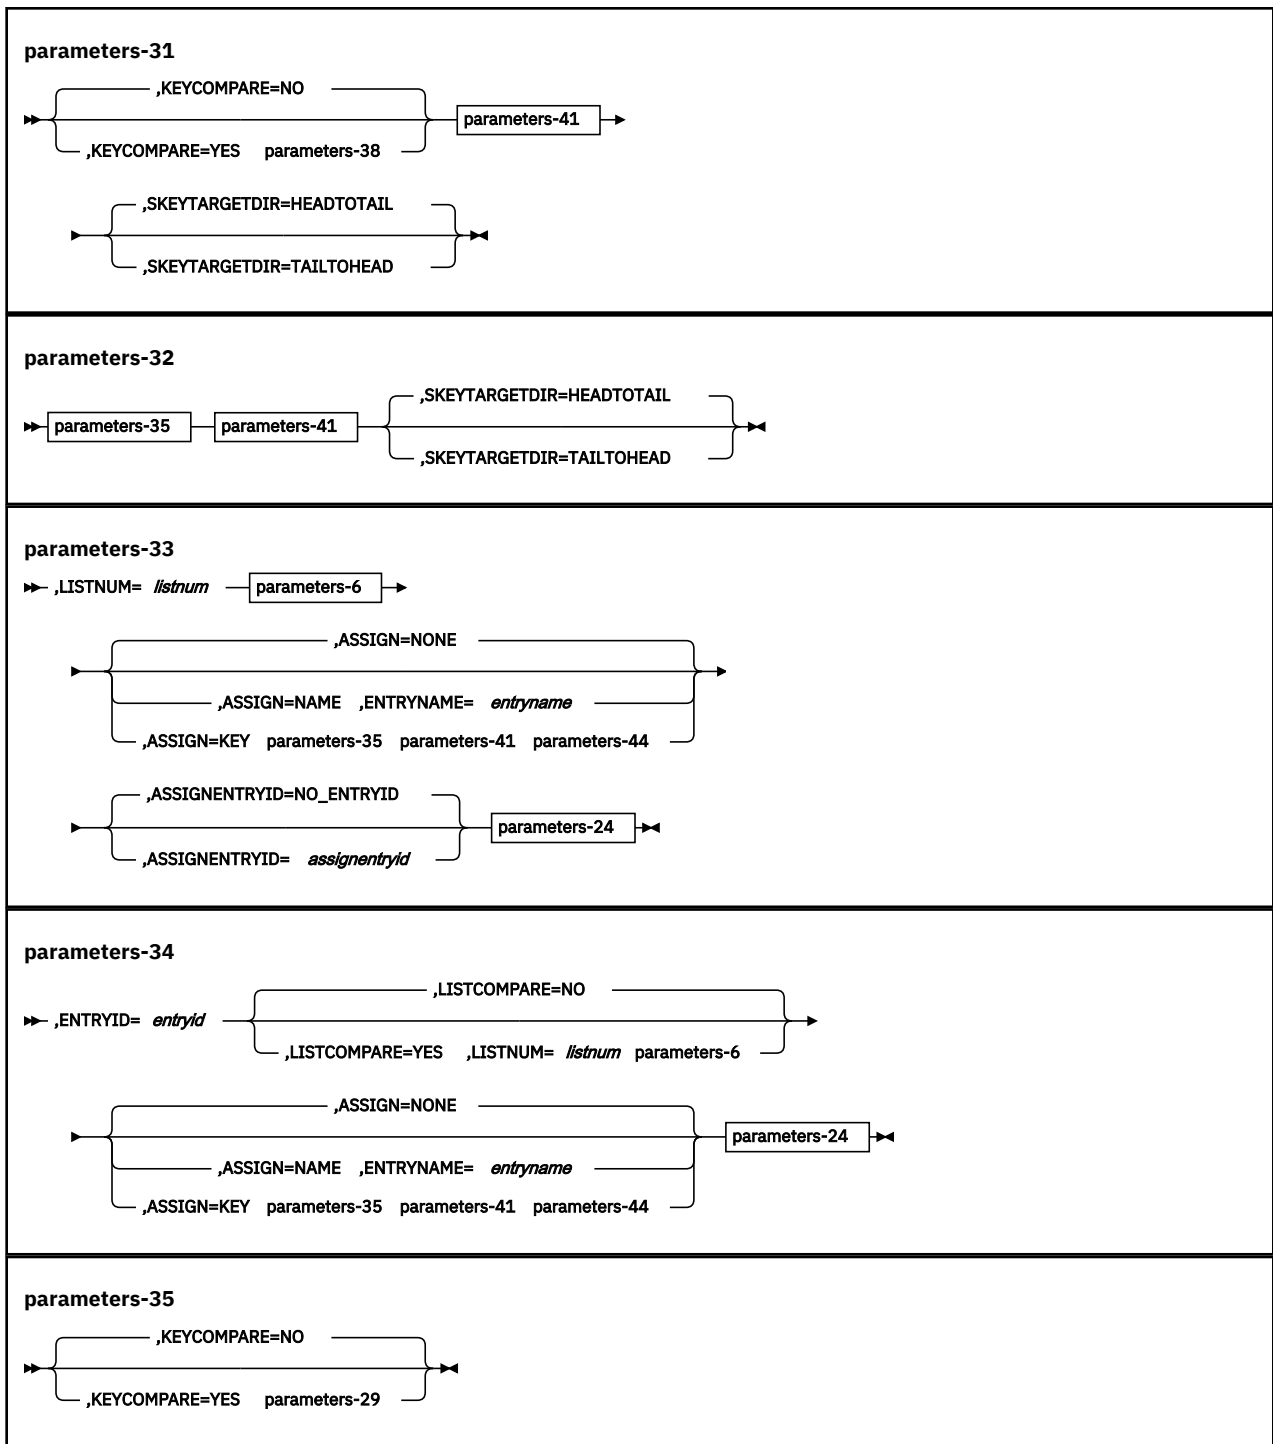 parameters-31
,KEYCOMPARE=NO
parameters-41
,KEYCOMPARE=YES parameters-38
,SKEYTARGETDIR=HEADTOTAIL
,SKEYTARGETDIR=TAILTOHEAD
parameters-32
,SKEYTARGETDIR=HEADTOTAIL
parameters-35 parameters-41
,SKEYTARGETDIR=TAILTOHEAD
parameters-33
,LISTNUM= listnum parameters-6
,ASSIGN=NONE
,ASSIGN=NAME ,ENTRYNAME= entryname
,ASSIGN=KEY parameters-35 parameters-41 parameters-44
,ASSIGNENTRYID=NO_ENTRYID
parameters-24
,ASSIGNENTRYID= assignentryid
parameters-34
,LISTCOMPARE=NO
,ENTRYID= entryid
,LISTCOMPARE=YES ,LISTNUM= listnum parameters-6
,ASSIGN=NONE
parameters-24
,ASSIGN=NAME ,ENTRYNAME= entryname
,ASSIGN=KEY parameters-35 parameters-41 parameters-44
parameters-35
,KEYCOMPARE=NO
,KEYCOMPARE=YES parameters-29